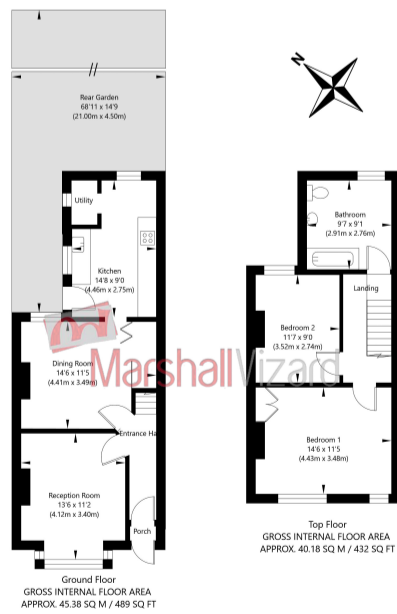 Rear Garden
68'11 x 14'9
(21.00m x 4.50m)
N
Utility
Kitchen
14'8 x 9'0
(4.46m x 2.75m)
Dining Room
14'6 x 11'5
(4.41m x 3.49m)
Entrance Ha
Reception Room
13'6 x 11'2
(4.12m x 3.40m)
Porch
Ground Floor
GROSS INTERNAL FLOOR AREA
APPROX. 45.38 SQ M / 489 SQ FT
Bathroom
9'7 x 9'1
(2.91m x 2.76m)
Landing
Bedroom 2
11'7 x 9'0
(3.52m x 2.74m)
Bedroom 1
14'6 x 11'5
(4.43m x 3.48m)
Top Floor
GROSS INTERNAL FLOOR AREA
APPROX. 40.18 SQ M / 432 SQ FT
MarshallVizard